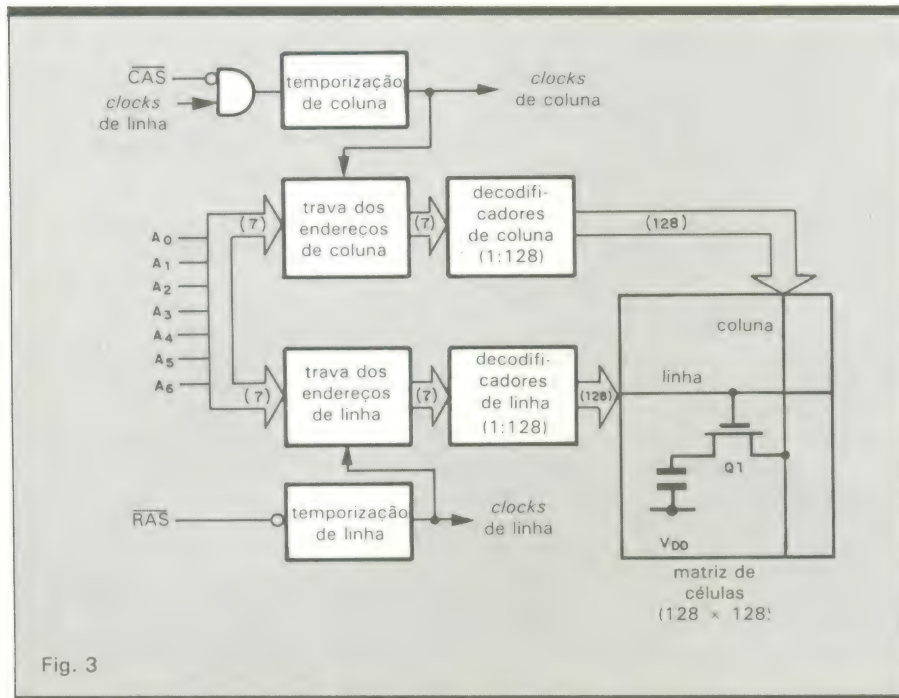 CAS
clocks
de linha
temporização
de coluna
clocks
de coluna
A0
A1
A2
A3
A4
A5
A6
(7)
trava dos
endereços
de coluna
(7)
decodifi-
cadores
de coluna
(1:128)
(128)
(7)
trava dos
endereços
de linha
(7)
decodifi-
cadores
de linha
(1:128)
(128)
coluna
linha
Q1
VDD
RAS
temporização
de linha
clocks
de linha
matriz de
células
(128 × 128)
Fig. 3